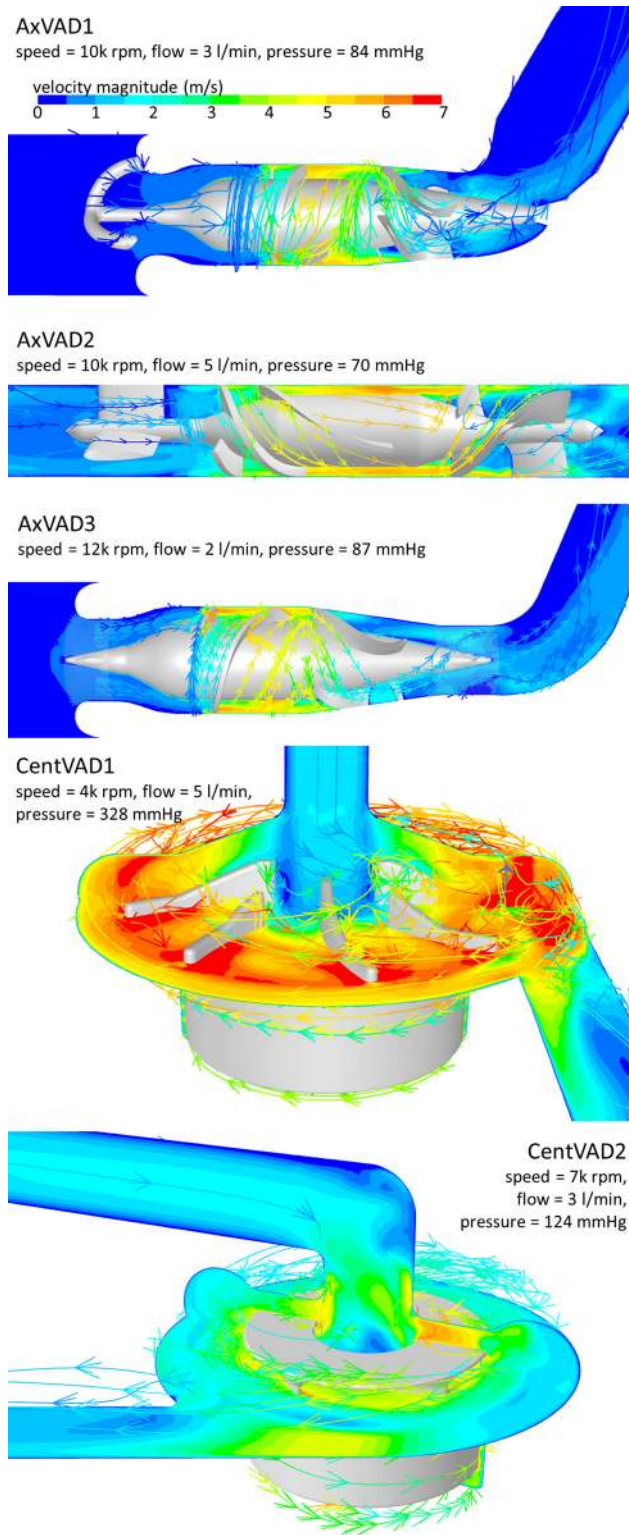 AxVAD1
speed = 10k rpm, flow = 3 l/min, pressure = 84 mmHg
velocity magnitude (m/s)
0 1 2 3 4 5 6 7
AxVAD2
speed = 10k rpm, flow = 5 l/min, pressure = 70 mmHg
AxVAD3
speed = 12k rpm, flow = 2 l/min, pressure = 87 mmHg
CentVAD1
speed = 4k rpm, flow = 5 l/min,
pressure = 328 mmHg
CentVAD2
speed = 7k rpm,
flow = 3 l/min,
pressure = 124 mmHg